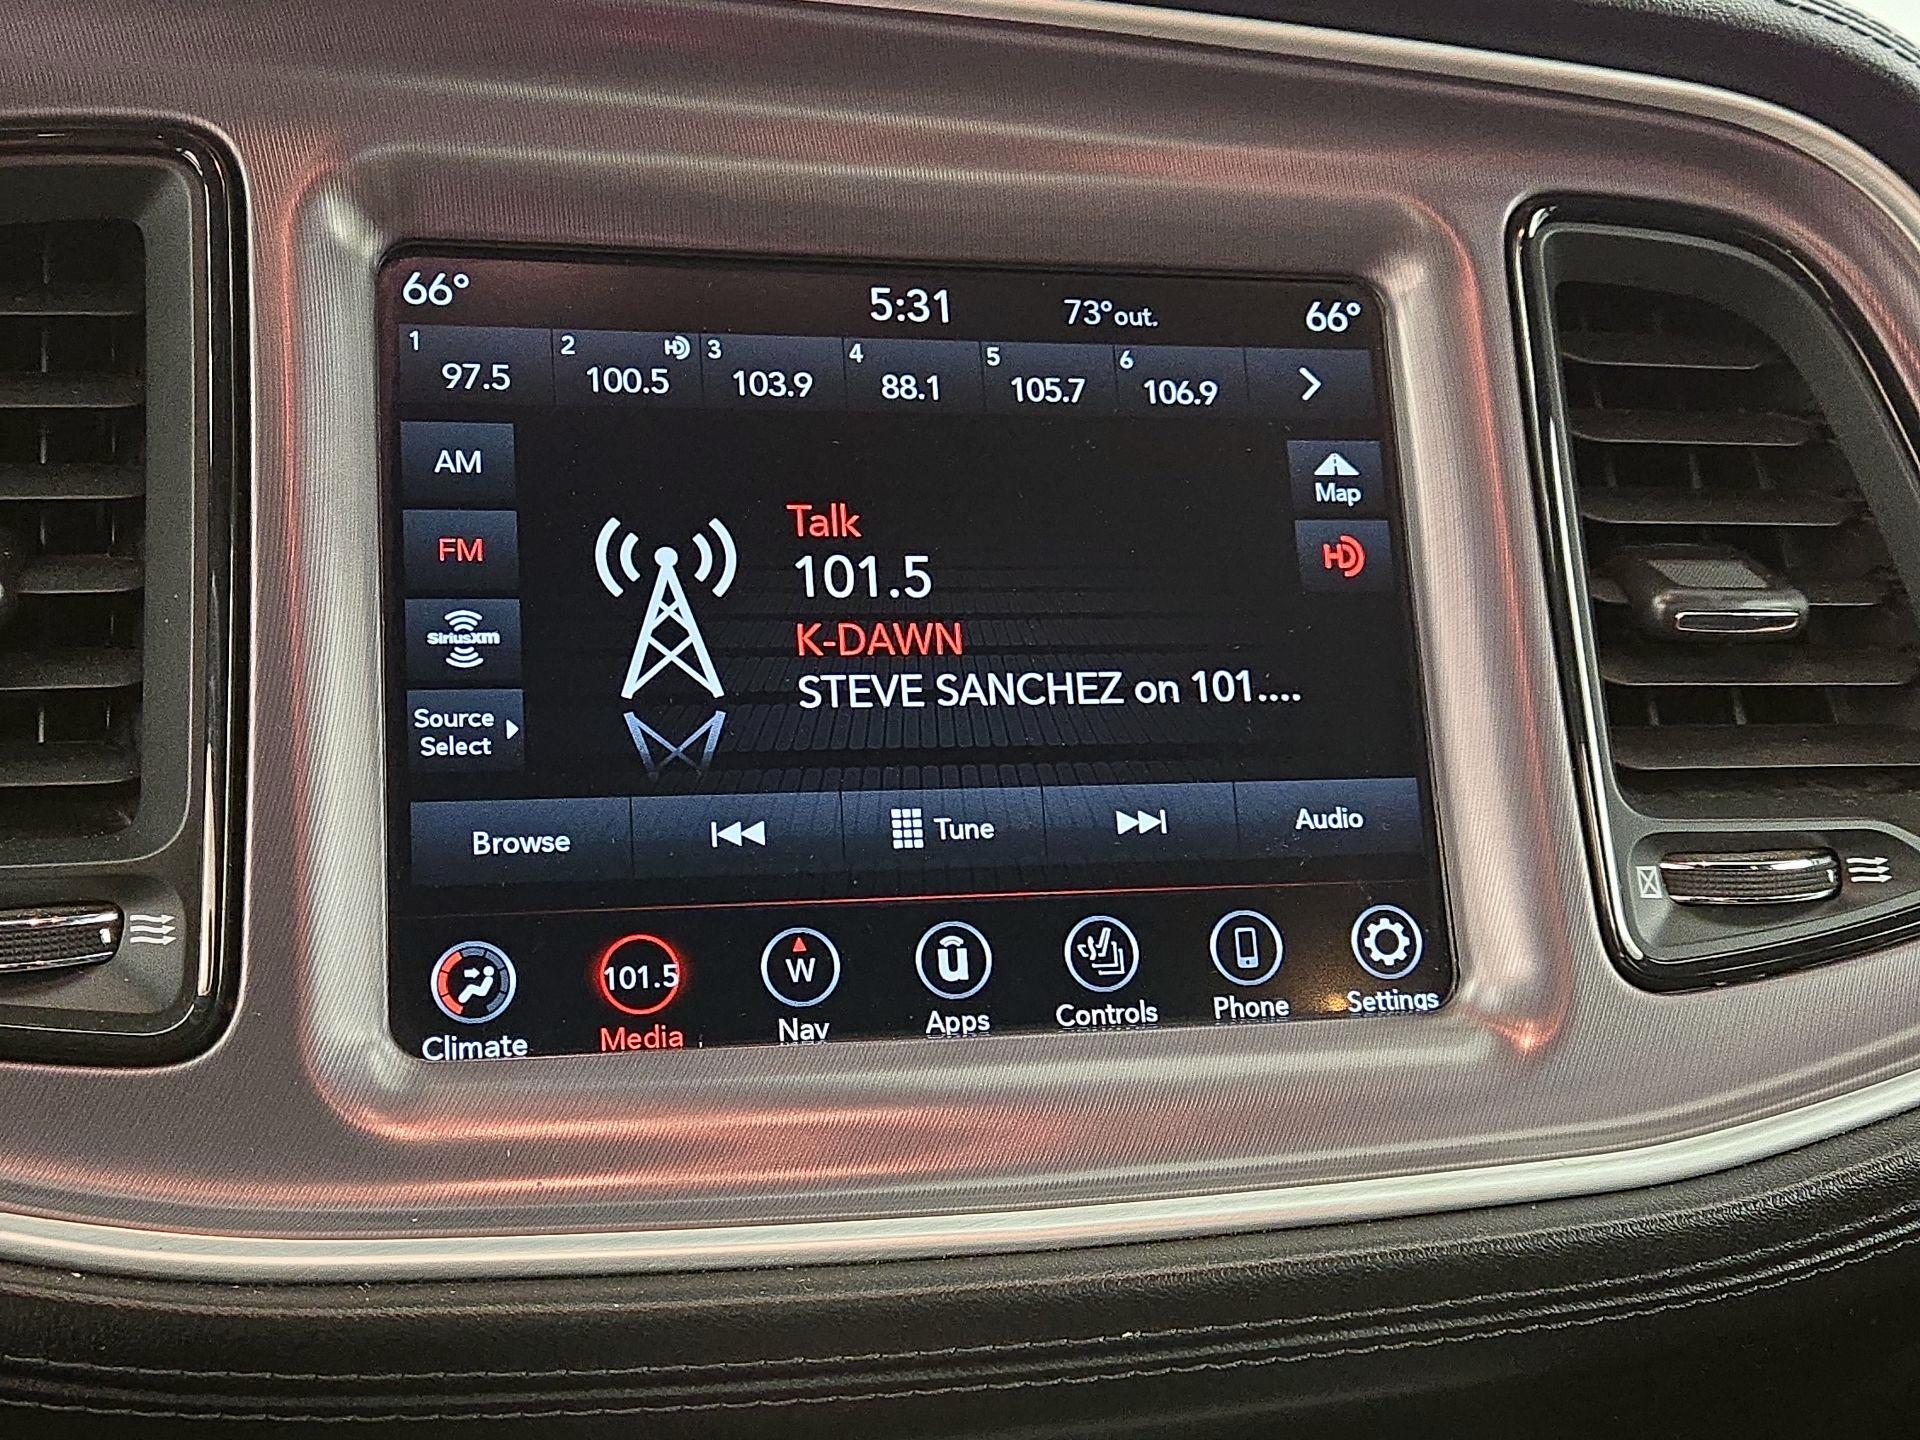 66° 5:31 73°out. 66°
1 2 HD 3 4 5 6
97.5 100.5 103.9 88.1 105.7 106.9
AM
Map
FM
HD
Talk
101.5
K-DAWN
STEVE SANCHEZ on 101....
SiriusXM
Source
Select
Browse Tune Audio
101.5 W u
Climate Media Nav Apps Controls Phone Settings